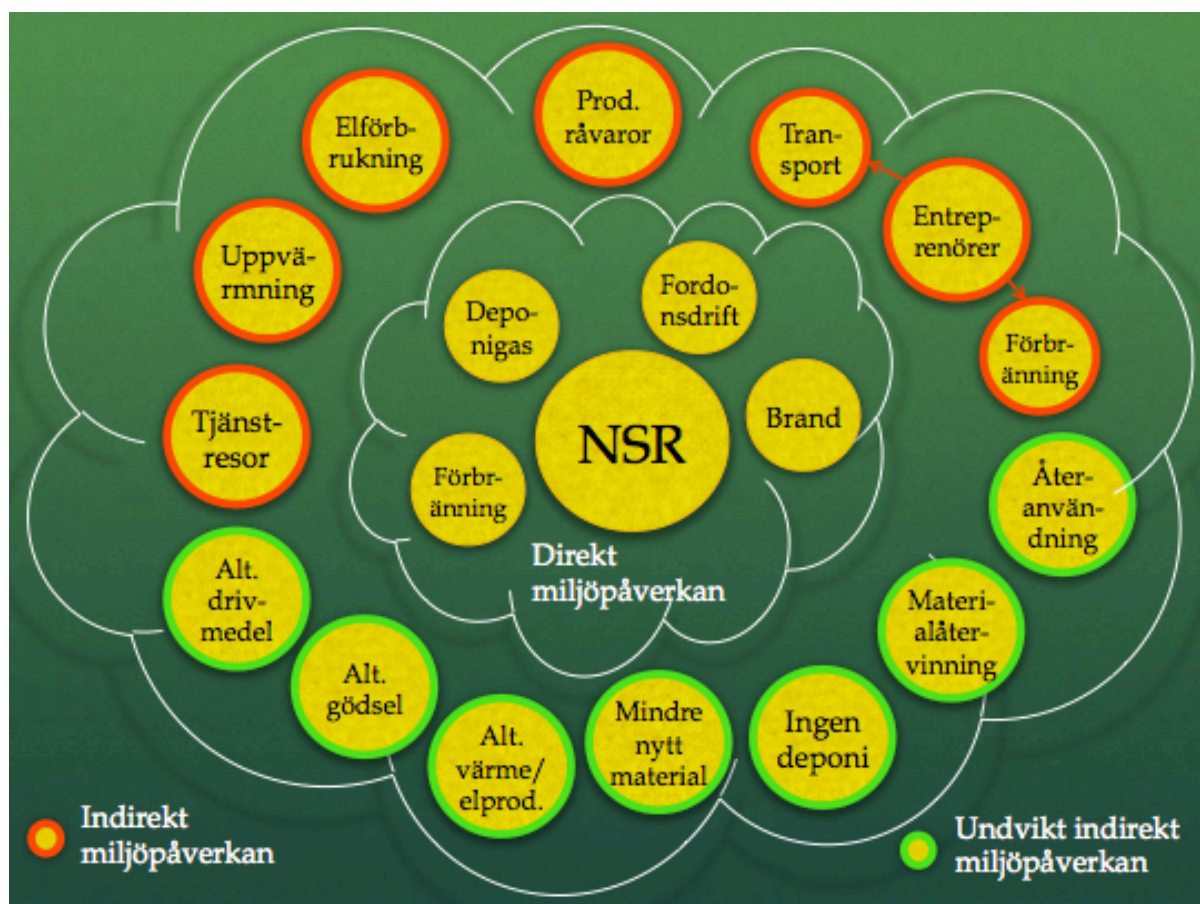 Prod.
råvaror
Elförb-
rukning
Tran-
sport
Entrep-
renörer
Uppvä-
rmning
Fordo-
nsdrift
Depo-
nigas
Förbr-
änning
Tjänst-
resor
Brand
NSR
Förbr-
änning
Åter-
använ-
dning
Direkt
miljöpåverkan
Alt.
driv-
medel
Materi-
alåter-
vinning
Alt.
gödsel
Mindre
nytt
material
Ingen
deponi
Alt.
värme/
elprod.
Indirekt
miljöpåverkan
Undvikt indirekt
miljöpåverkan